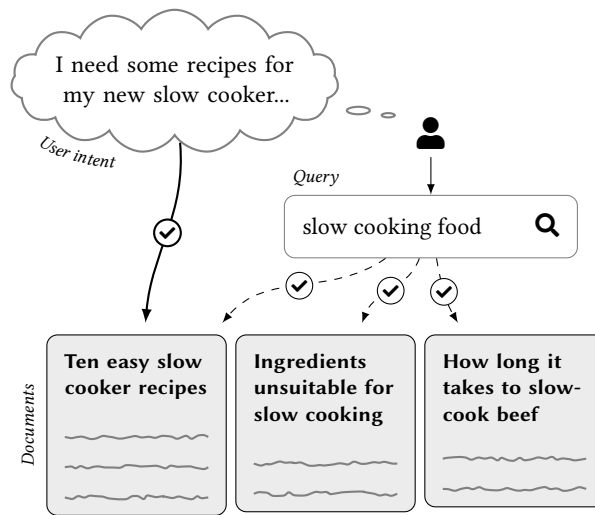 I need some recipes for
my new slow cooker...
User intent
Query
slow cooking food
Documents
Ten easy slow
cooker recipes
Ingredients
unsuitable for
slow cooking
How long it
takes to slow-
cook beef